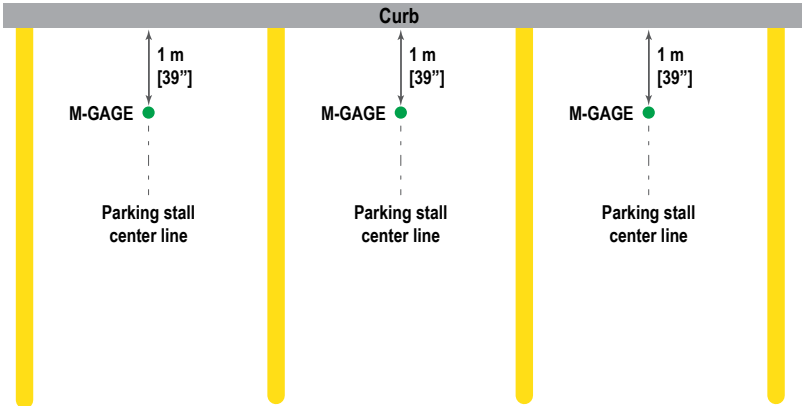 Curb
1 m
[39”]
1 m
[39”]
1 m
[39”]
M-GAGE
M-GAGE
M-GAGE
Parking stall
center line
Parking stall
center line
Parking stall
center line